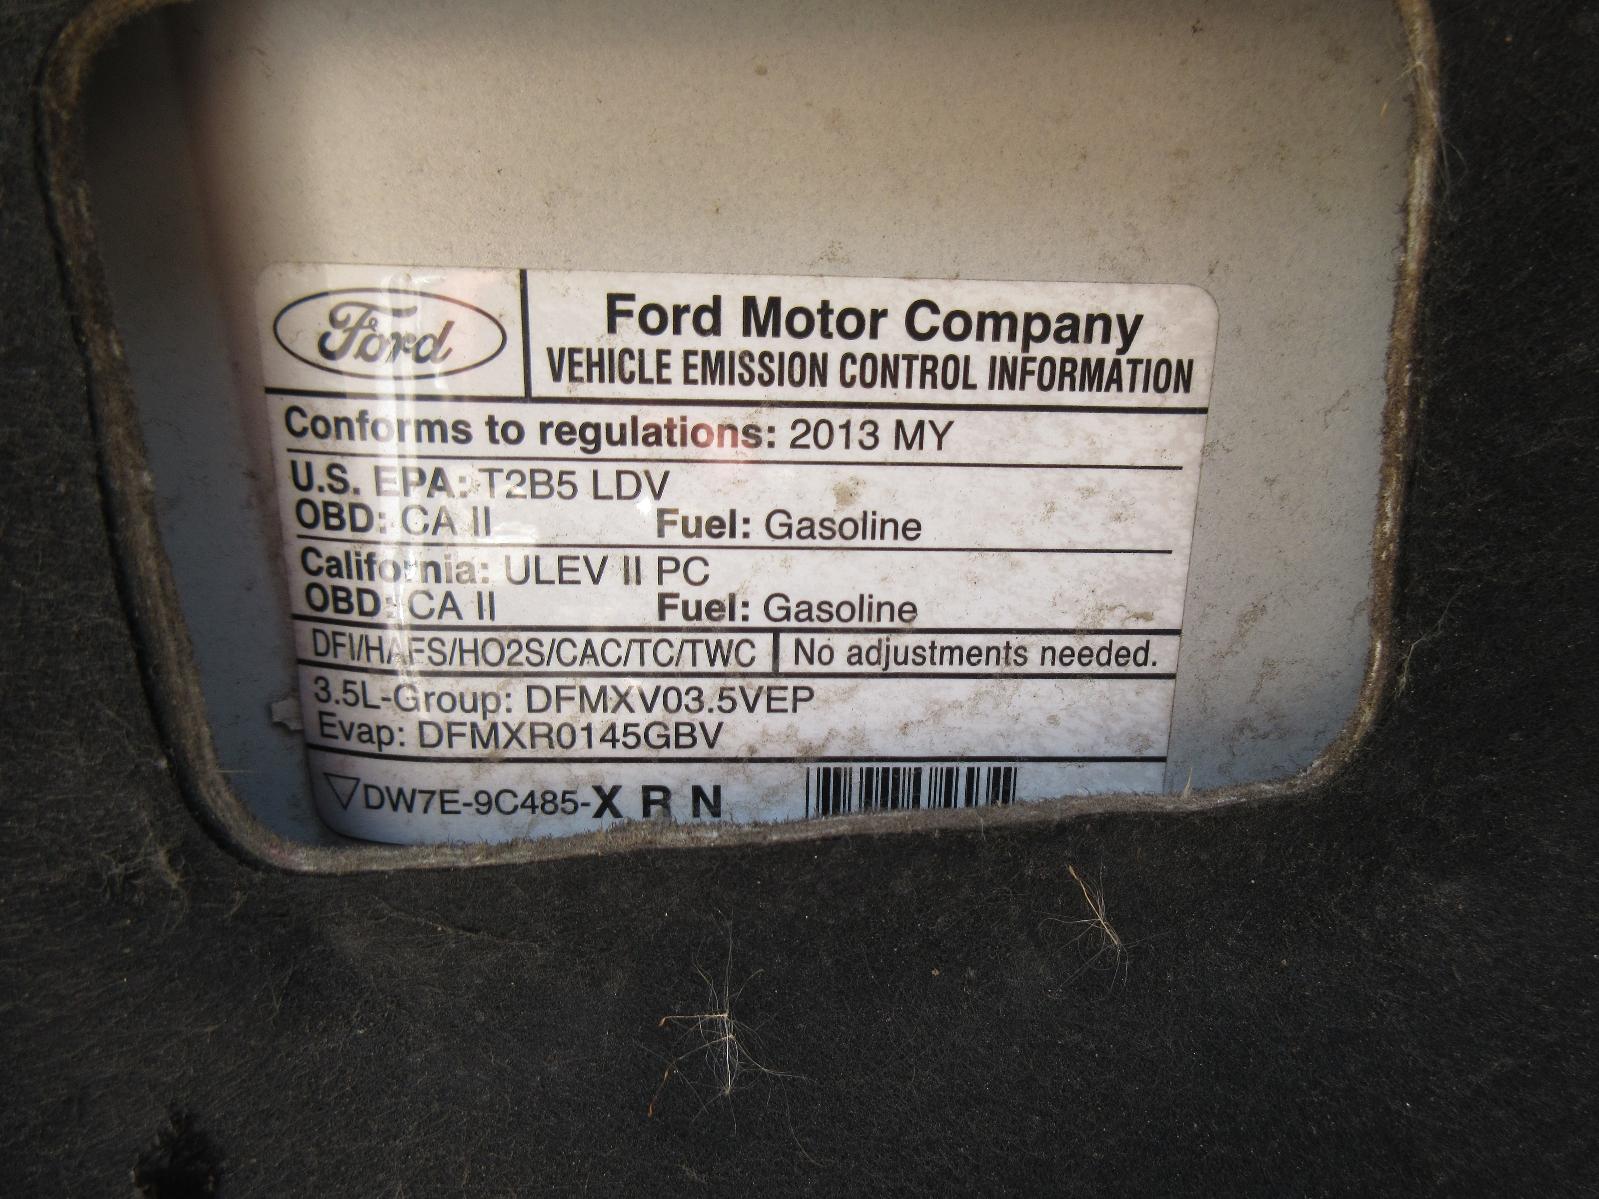 Ford
Ford Motor Company
VEHICLE EMISSION CONTROL INFORMATION
Conforms to regulations: 2013 MY
U.S. EPA: T2B5 LDV
OBD: CA II Fuel: Gasoline
California: ULEV II PC
OBD: CA II Fuel: Gasoline
DFI/HAFS/HO2S/CAC/TC/TWC No adjustments needed.
3.5L-Group: DFMXV03.5VEP
Evap: DFMXR0145GBV
DW7E-9C485-X R N